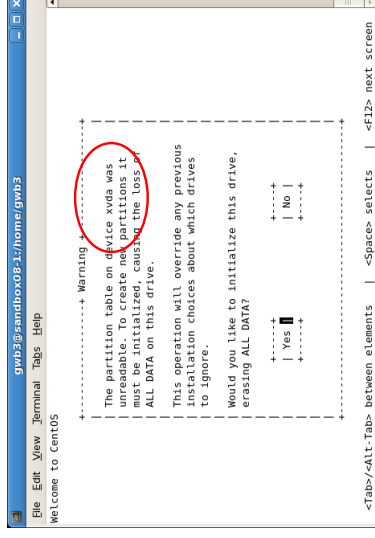 gwb3@sandbox08-1:/home/gwb3
File Edit View Terminal Tabs Help
Welcome to CentOS
Warning
The partition table on device xvda was
unreadable. To create new partitions it
must be initialized, causing the loss of
ALL DATA on this drive.
This operation will override any previous
installation choices about which drives
to ignore.
Would you like to initialize this drive,
erasing ALL DATA?
Yes No
<Tab>/<Alt-Tab> between elements | <Space> selects | <F12> next screen